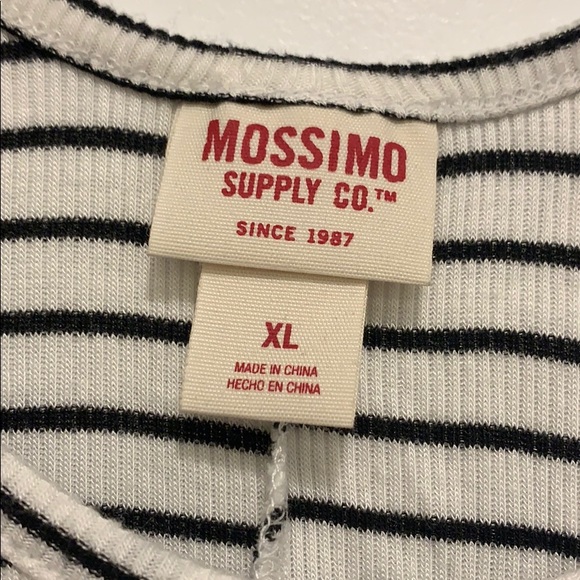 MOSSIMO
SUPPLY CO.™
SINCE 1987
XL
MADE IN CHINA
HECHO EN CHINA